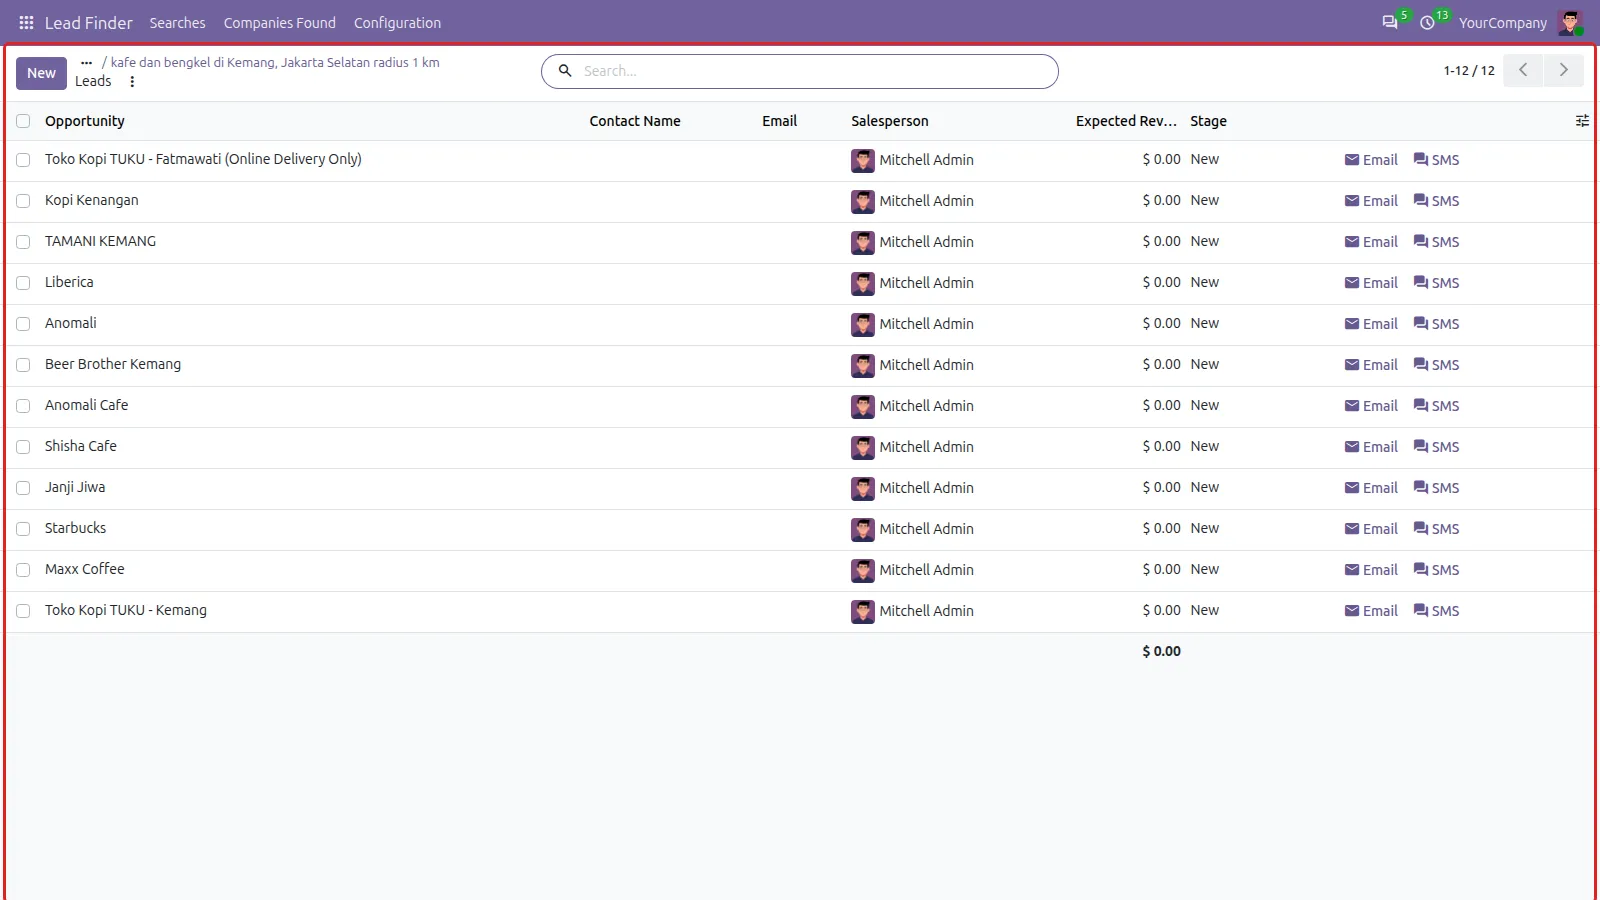 Lead Finder Searches Companies Found Configuration 5 13 YourCompany
New ... / kafe dan bengkel di Kemang, Jakarta Selatan radius 1 km
Leads
Search...
1-12 / 12
Opportunity Contact Name Email Salesperson Expected Rev... Stage
Toko Kopi TUKU - Fatmawati (Online Delivery Only) Mitchell Admin $ 0.00 New Email SMS
Kopi Kenangan Mitchell Admin $ 0.00 New Email SMS
TAMANI KEMANG Mitchell Admin $ 0.00 New Email SMS
Liberica Mitchell Admin $ 0.00 New Email SMS
Anomali Mitchell Admin $ 0.00 New Email SMS
Beer Brother Kemang Mitchell Admin $ 0.00 New Email SMS
Anomali Cafe Mitchell Admin $ 0.00 New Email SMS
Shisha Cafe Mitchell Admin $ 0.00 New Email SMS
Janji Jiwa Mitchell Admin $ 0.00 New Email SMS
Starbucks Mitchell Admin $ 0.00 New Email SMS
Maxx Coffee Mitchell Admin $ 0.00 New Email SMS
Toko Kopi TUKU - Kemang Mitchell Admin $ 0.00 New Email SMS
$ 0.00